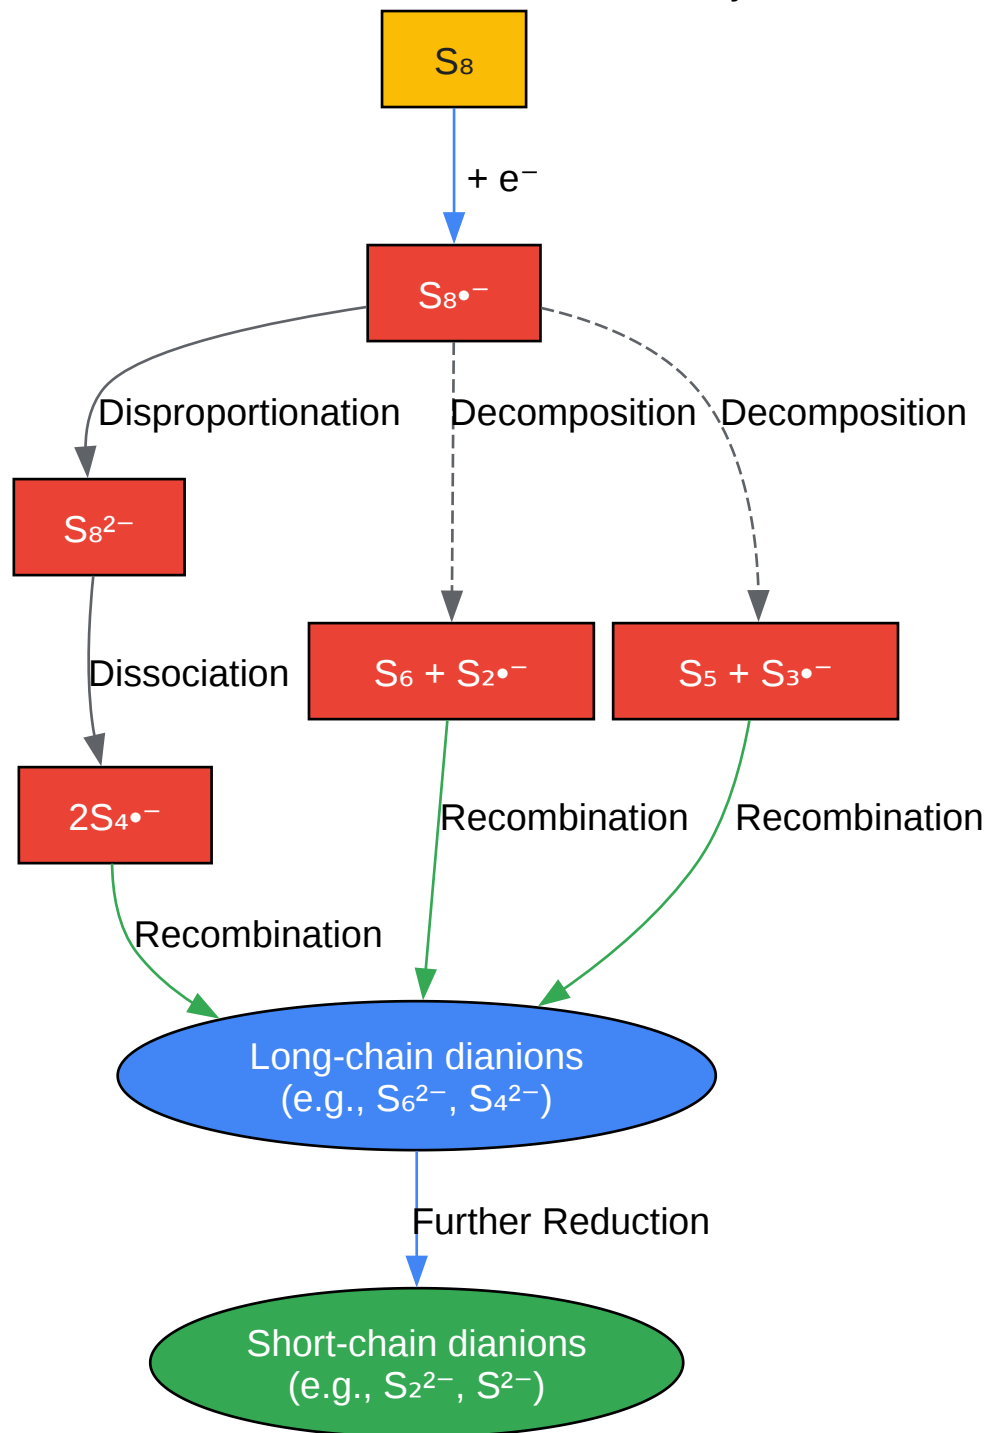 S₈
+ e⁻
S₈•⁻
Disproportionation
Decomposition
Decomposition
S₈²⁻
Dissociation
S₆ + S₂•⁻
S₅ + S₃•⁻
2S₄•⁻
Recombination
Recombination
Recombination
Long-chain dianions
(e.g., S₆²⁻, S₄²⁻)
Further Reduction
Short-chain dianions
(e.g., S₂²⁻, S²⁻)